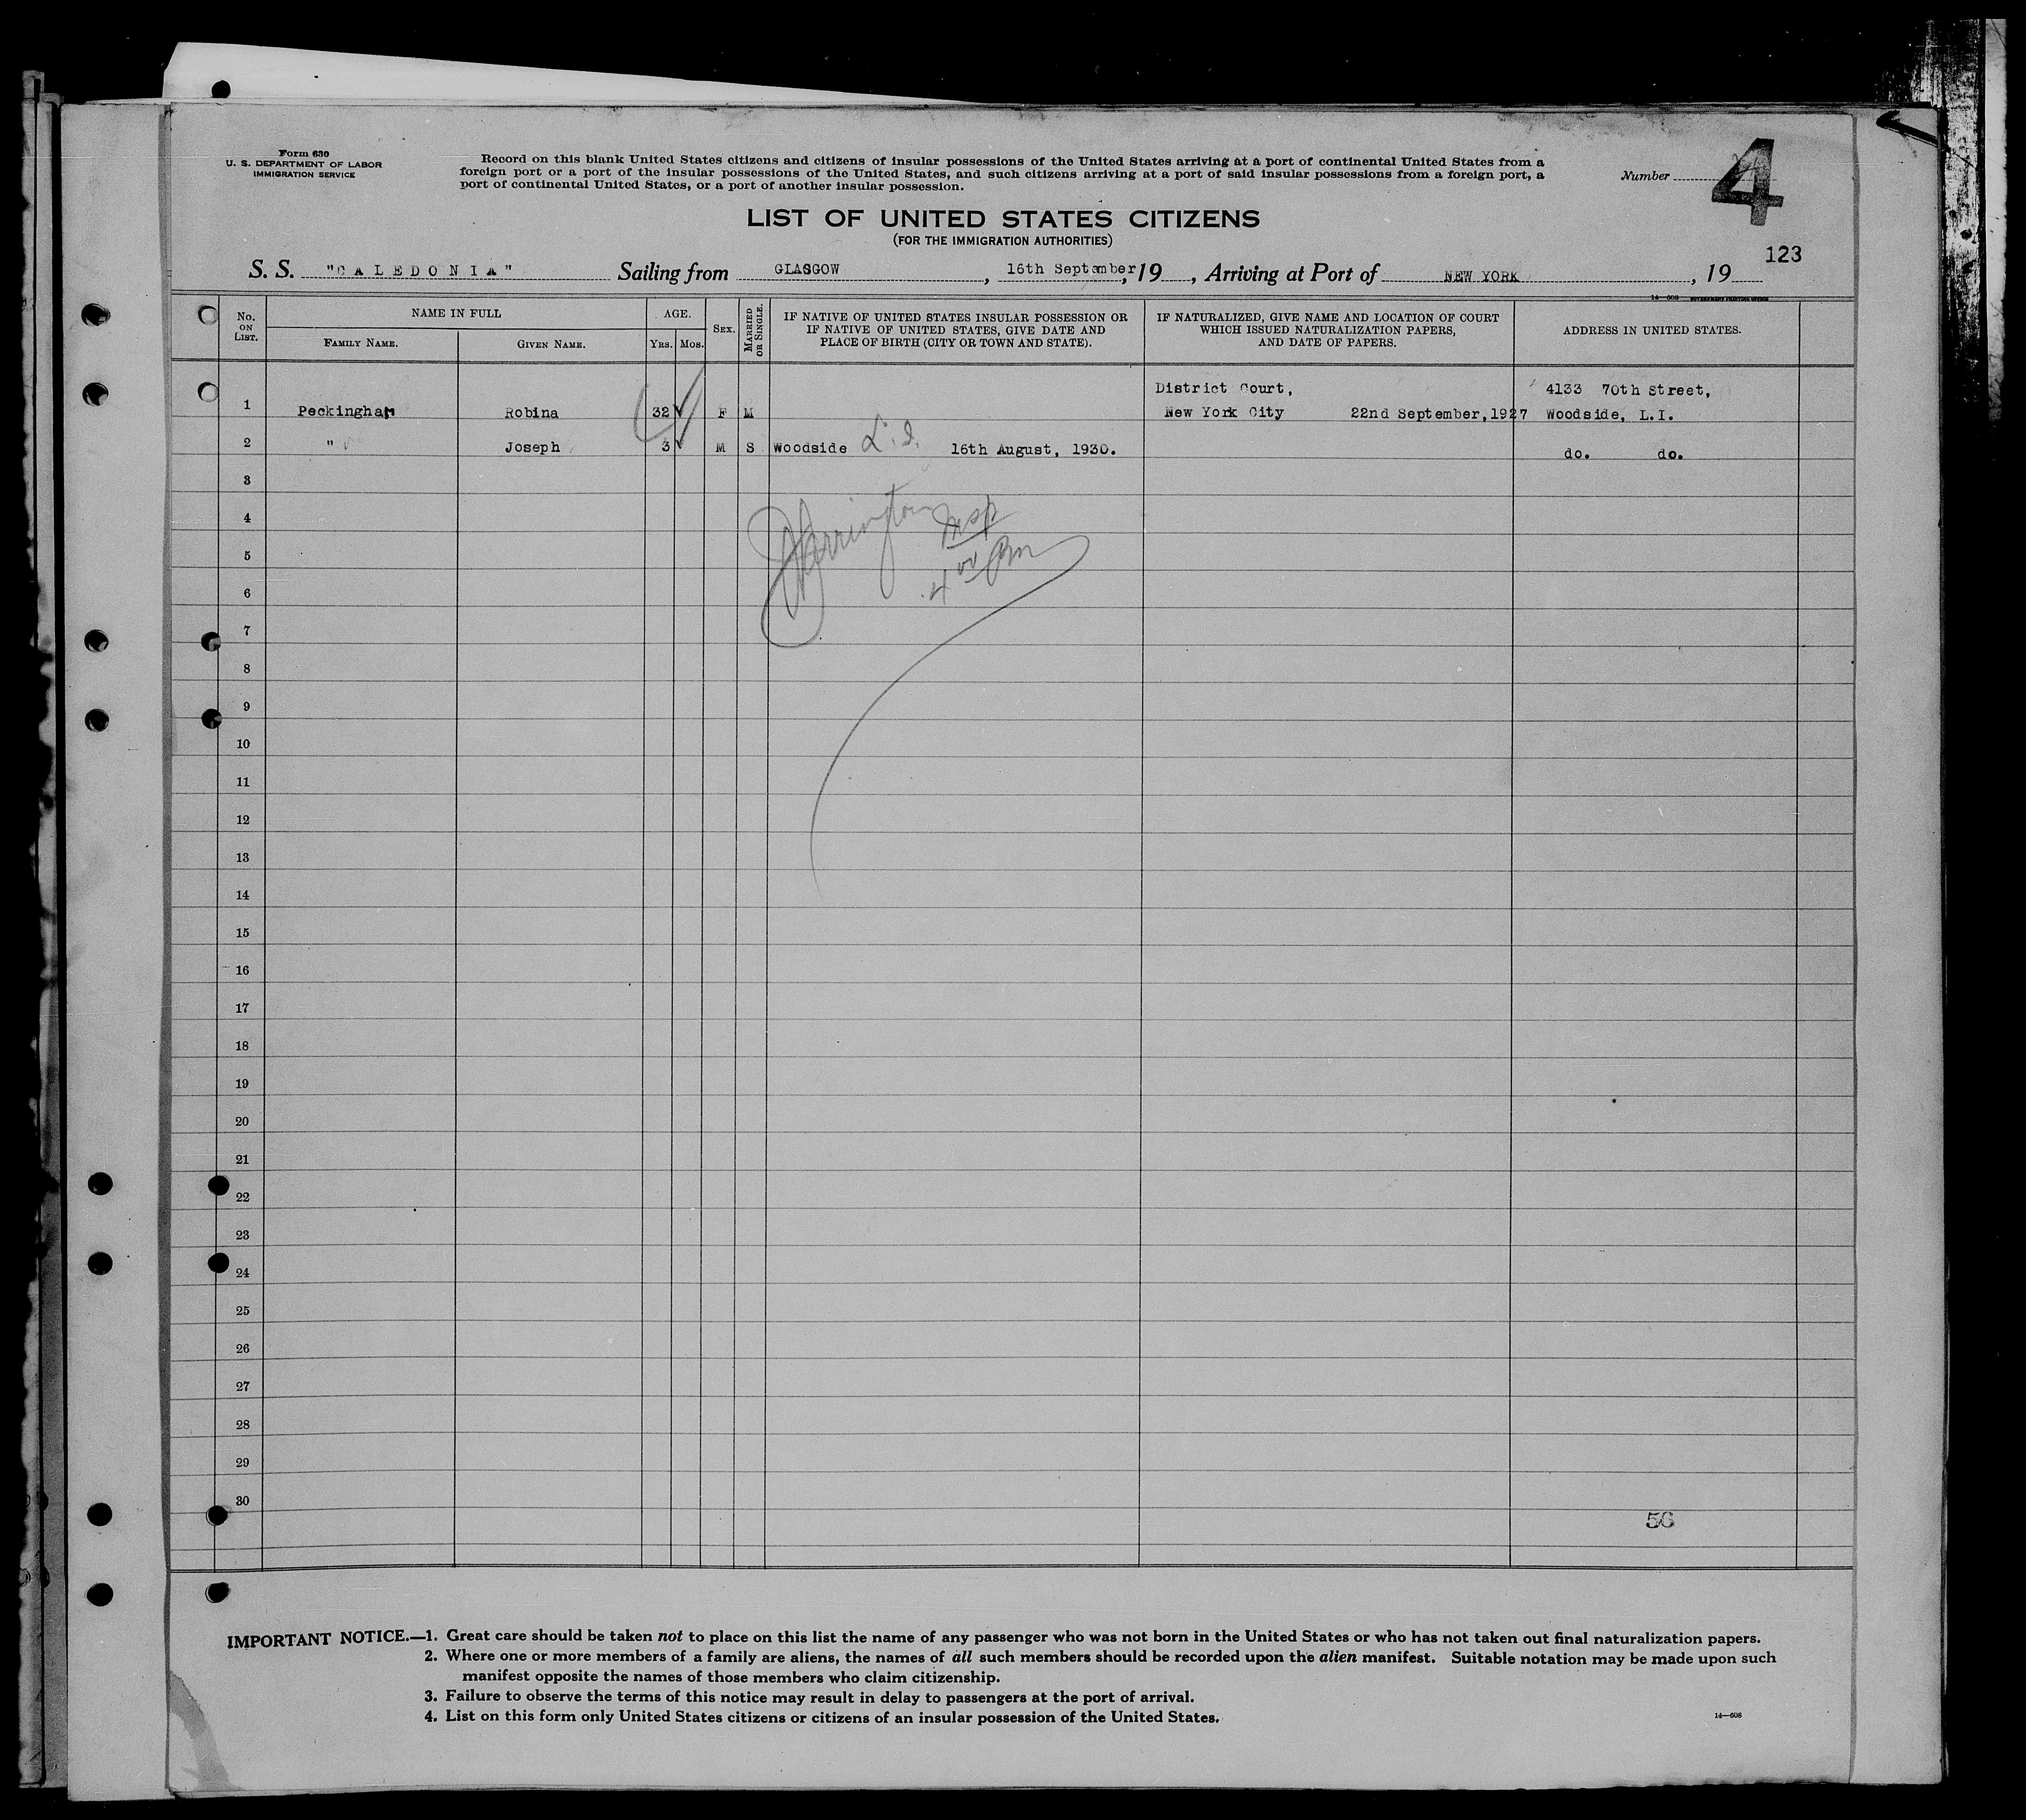 Form 630
U. S. DEPARTMENT OF LABOR
IMMIGRATION SERVICE
Record on this blank United States citizens and citizens of insular possessions of the United States arriving at a port of continental United States from a
foreign port or a port of the insular possessions of the United States, and such citizens arriving at a port of said insular possessions from a foreign port, a
port of continental United States, or a port of another insular possession.
Number 4
LIST OF UNITED STATES CITIZENS
(FOR THE IMMIGRATION AUTHORITIES)
123
S. S. "CALEDONIA" Sailing from GLASGOW, 16th September, 19, Arriving at Port of NEW YORK, 19
14—608 GOVERNMENT PRINTING OFFICE
No. ON LIST. NAME IN FULL AGE. SEX. MARRIED OR SINGLE. IF NATIVE OF UNITED STATES INSULAR POSSESSION OR IF NATIVE OF UNITED STATES, GIVE DATE AND PLACE OF BIRTH (CITY OR TOWN AND STATE). IF NATURALIZED, GIVE NAME AND LOCATION OF COURT WHICH ISSUED NATURALIZATION PAPERS, AND DATE OF PAPERS. ADDRESS IN UNITED STATES.
FAMILY NAME. GIVEN NAME. YRS. MOS.
District Court, 4133 70th Street,
1 Peckingham Robina 32 F M New York City 22nd September, 1927 Woodside, L.I.
2 " Joseph 3 M S Woodside L.I. 16th August, 1930. do. do.
3
4
5
6
7
8
9
10
11
12
13
14
15
16
17
18
19
20
21
22
23
24
25
26
27
28
29
30
Insp
4 00 Pm
56
IMPORTANT NOTICE.—1. Great care should be taken not to place on this list the name of any passenger who was not born in the United States or who has not taken out final naturalization papers.
2. Where one or more members of a family are aliens, the names of all such members should be recorded upon the alien manifest. Suitable notation may be made upon such
manifest opposite the names of those members who claim citizenship.
3. Failure to observe the terms of this notice may result in delay to passengers at the port of arrival.
4. List on this form only United States citizens or citizens of an insular possession of the United States.
14—608